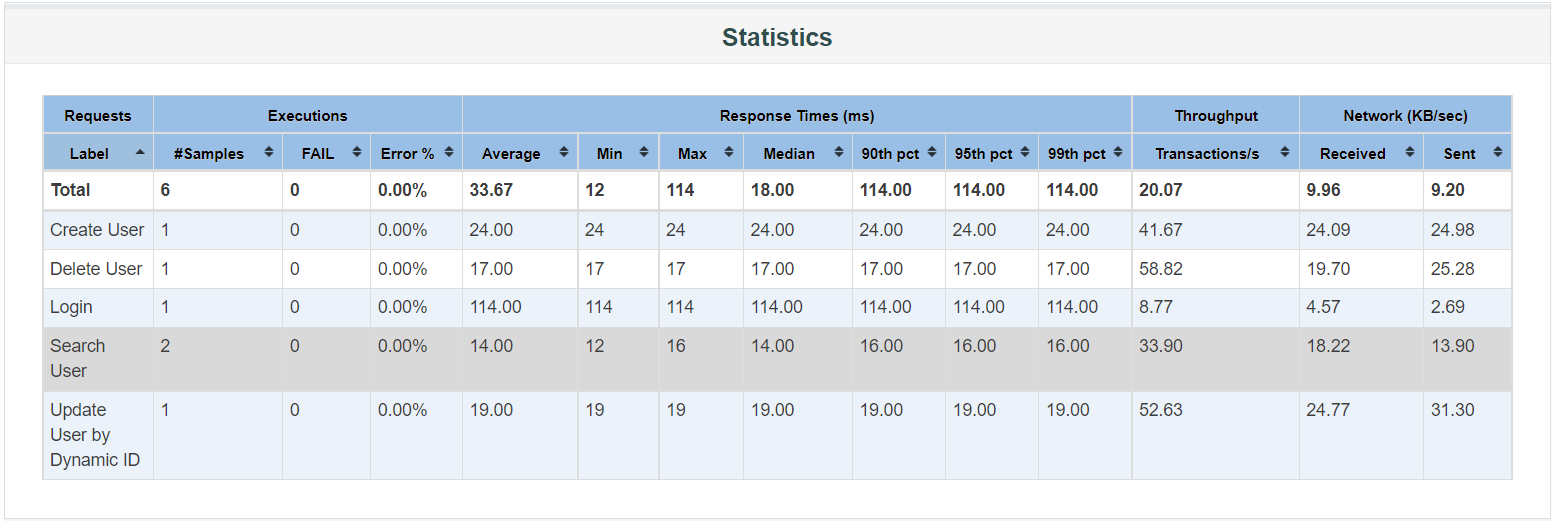 Statistics
Requests Executions Response Times (ms) Throughput Network (KB/sec)
Label #Samples FAIL Error % Average Min Max Median 90th pct 95th pct 99th pct Transactions/s Received Sent
Total 6 0 0.00% 33.67 12 114 18.00 114.00 114.00 114.00 20.07 9.96 9.20
Create User 1 0 0.00% 24.00 24 24 24.00 24.00 24.00 24.00 41.67 24.09 24.98
Delete User 1 0 0.00% 17.00 17 17 17.00 17.00 17.00 17.00 58.82 19.70 25.28
Login 1 0 0.00% 114.00 114 114 114.00 114.00 114.00 114.00 8.77 4.57 2.69
Search 2 0 0.00% 14.00 12 16 14.00 16.00 16.00 16.00 33.90 18.22 13.90
User
Update 1 0 0.00% 19.00 19 19 19.00 19.00 19.00 19.00 52.63 24.77 31.30
User by
Dynamic ID